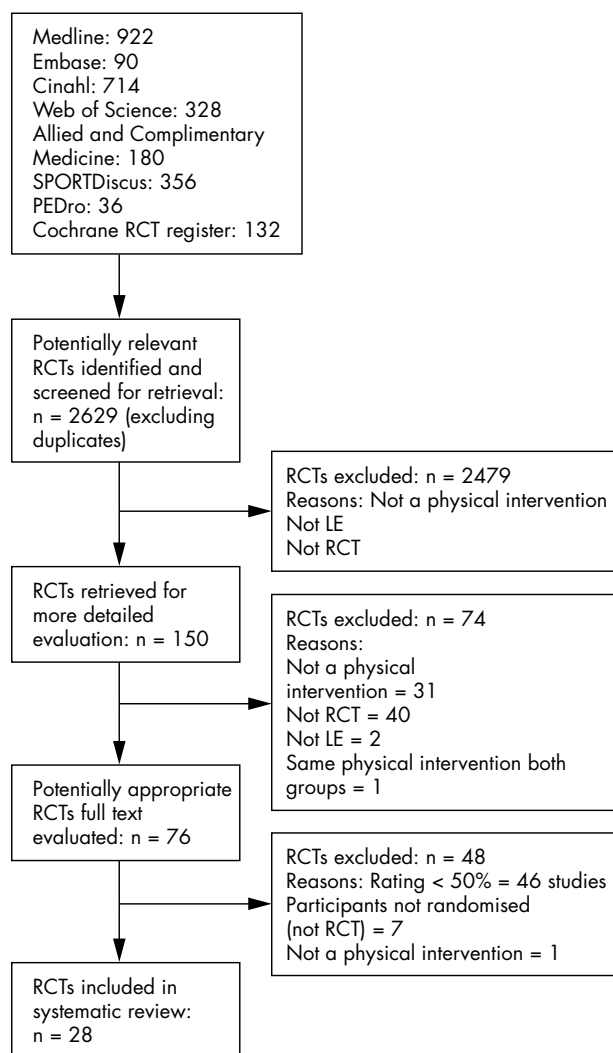 Medline: 922
Embase: 90
Cinahl: 714
Web of Science: 328
Allied and Complimentary
Medicine: 180
SPORTDiscus: 356
PEDro: 36
Cochrane RCT register: 132
Potentially relevant
RCTs identified and
screened for retrieval:
n = 2629 (excluding
duplicates)
RCTs excluded: n = 2479
Reasons: Not a physical intervention
Not LE
Not RCT
RCTs retrieved for
more detailed
evaluation: n = 150
RCTs excluded: n = 74
Reasons:
Not a physical
intervention = 31
Not RCT = 40
Not LE = 2
Same physical intervention both
groups = 1
Potentially appropriate
RCTs full text
evaluated: n = 76
RCTs excluded: n = 48
Reasons: Rating < 50% = 46 studies
Participants not randomised
(not RCT) = 7
Not a physical intervention = 1
RCTs included in
systematic review:
n = 28